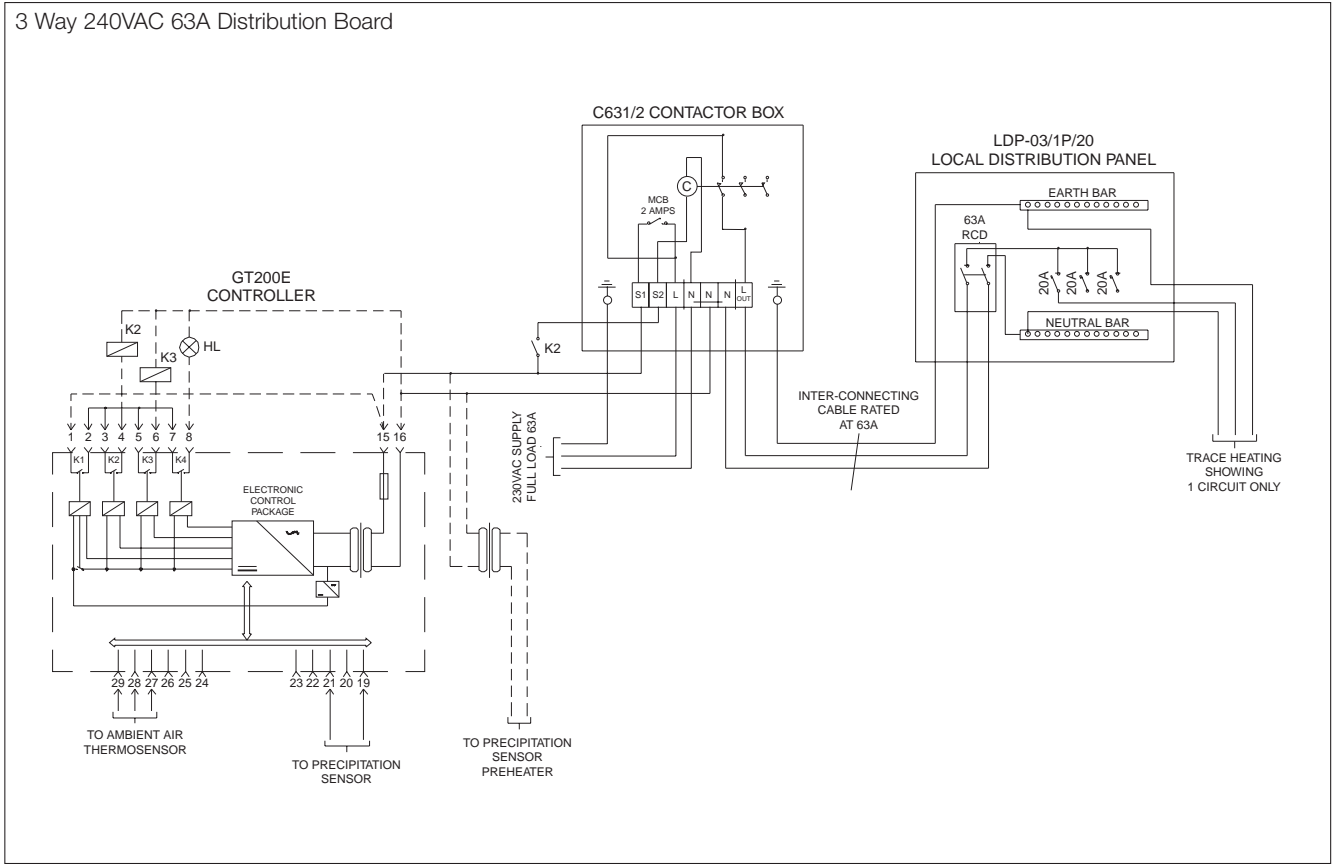 3 Way 240VAC 63A Distribution Board
C631/2 CONTACTOR BOX
C
MCB
2 AMPS
S1 S2 L N N N L
OUT
LDP-03/1P/20
LOCAL DISTRIBUTION PANEL
EARTH BAR
63A
RCD
20A 20A 20A
NEUTRAL BAR
GT200E
CONTROLLER
K2
K3
HL
K2
1 2 3 4 5 6 7 8 15 16
K1 K2 K3 K4
ELECTRONIC
CONTROL
PACKAGE
230VAC SUPPLY
FULL LOAD 63A
INTER-CONNECTING
CABLE RATED
AT 63A
TRACE HEATING
SHOWING
1 CIRCUIT ONLY
29 28 27 26 25 24 23 22 21 20 19
TO AMBIENT AIR
THERMOSENSOR
TO PRECIPITATION
SENSOR
TO PRECIPITATION
SENSOR
PREHEATER